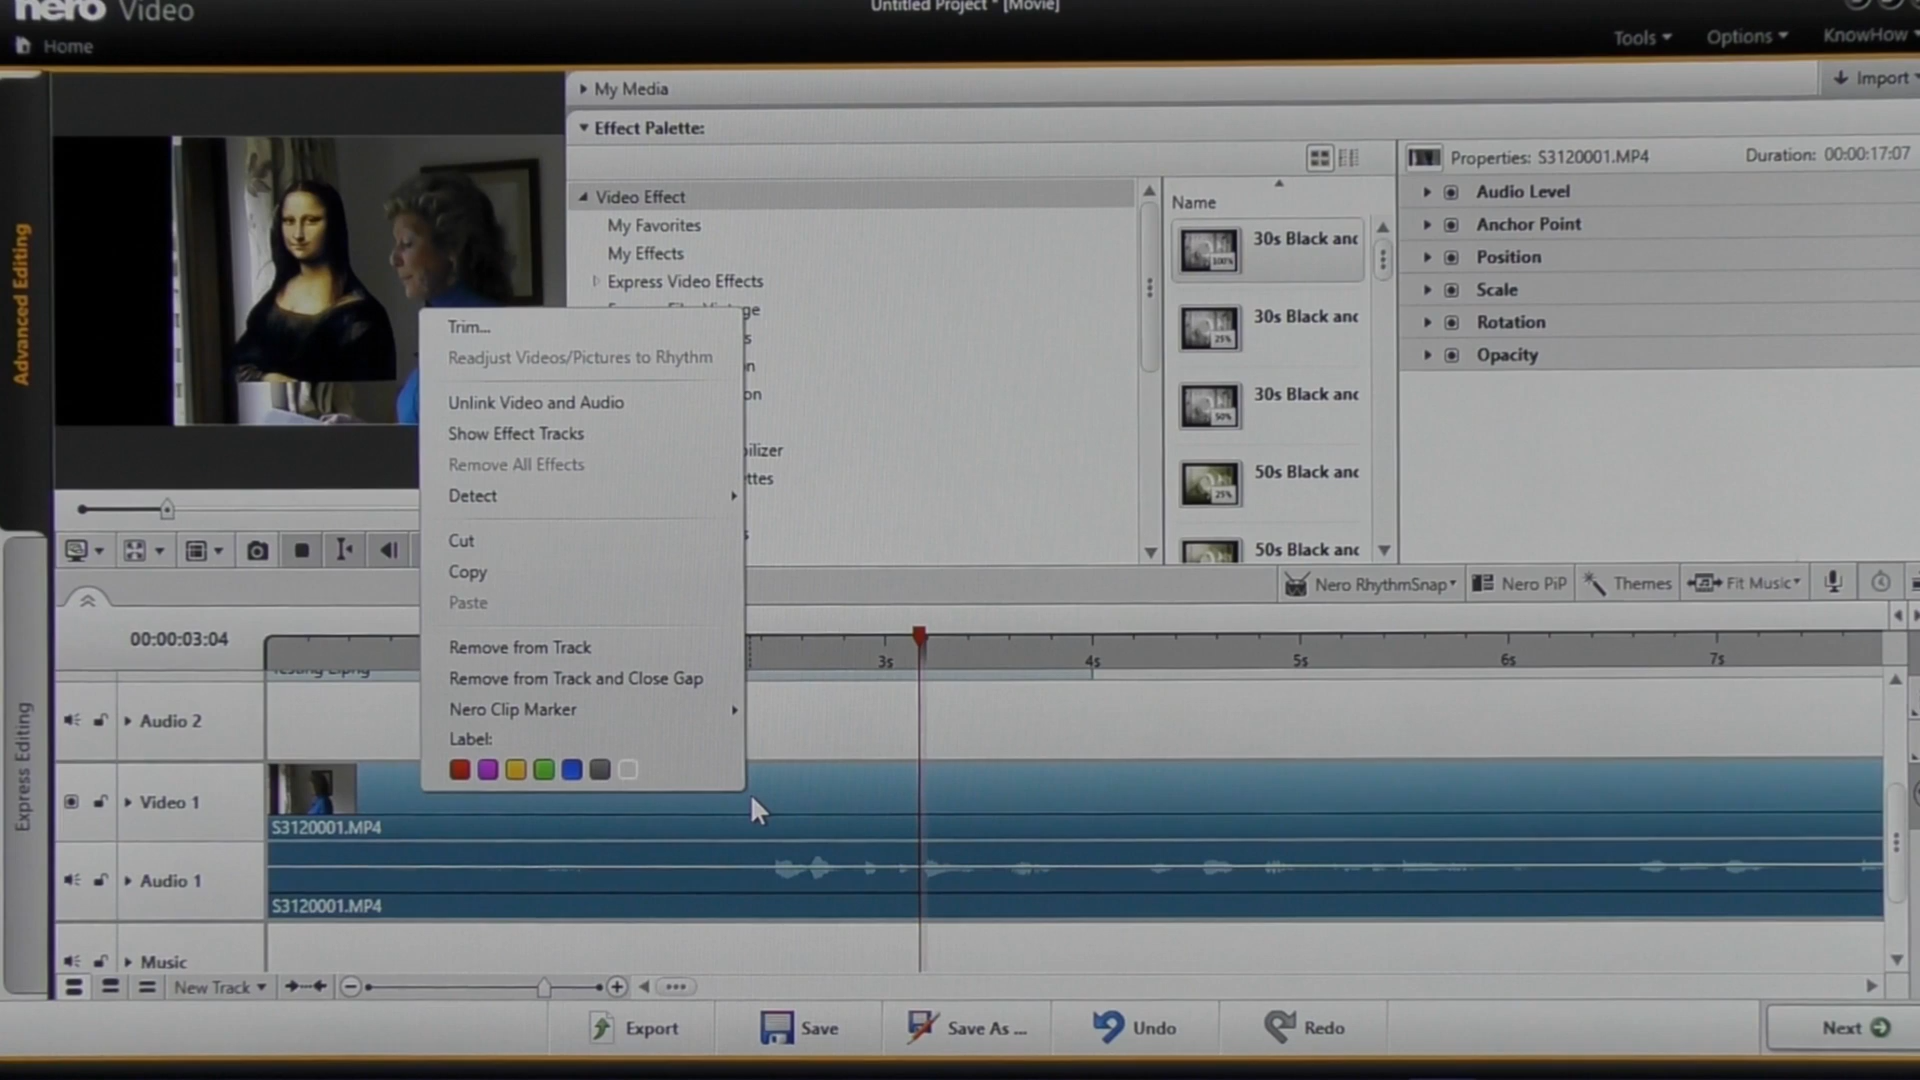 nero Video
Untitled Project * [Movie]
Home
Tools
Options
KnowHow
My Media
Import
Effect Palette:
Properties: S3120001.MP4
Duration: 00:00:17:07
Advanced Editing
Video Effect
My Favorites
My Effects
Express Video Effects
Name
30s Black and
100%
30s Black and
25%
30s Black and
50%
50s Black and
25%
50s Black and
Audio Level
Anchor Point
Position
Scale
Rotation
Opacity
Trim...
Readjust Videos/Pictures to Rhythm
Unlink Video and Audio
Show Effect Tracks
Remove All Effects
Detect
Cut
Copy
Paste
Remove from Track
Remove from Track and Close Gap
Nero Clip Marker
Label:
Nero RhythmSnap
Nero PiP
Themes
Fit Music
00:00:03:04
3s
4s
5s
6s
7s
Express Editing
Audio 2
Video 1
S3120001.MP4
Audio 1
S3120001.MP4
Music
New Track
Export
Save
Save As ...
Undo
Redo
Next